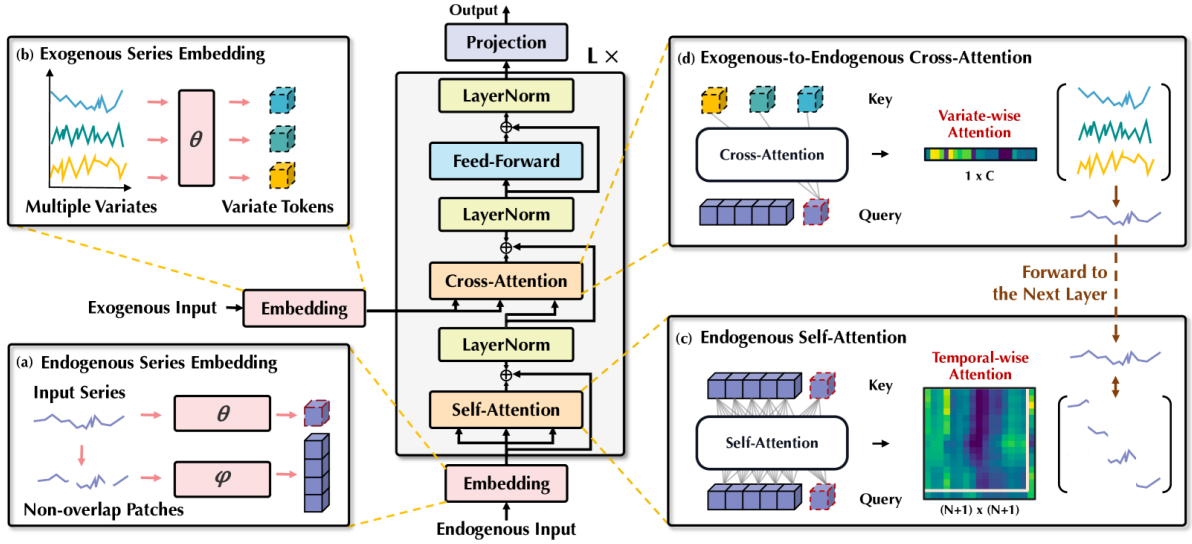 Output
Projection
L ×
LayerNorm
Feed-Forward
LayerNorm
Cross-Attention
LayerNorm
Self-Attention
Embedding
Endogenous Input
Exogenous Input
Embedding
(b) Exogenous Series Embedding
θ
Multiple Variates
Variate Tokens
(a) Endogenous Series Embedding
Input Series
θ
φ
Non-overlap Patches
(d) Exogenous-to-Endogenous Cross-Attention
Key
Cross-Attention
Query
Variate-wise
Attention
1 x C
Forward to
the Next Layer
(c) Endogenous Self-Attention
Key
Self-Attention
Query
Temporal-wise
Attention
(N+1) x (N+1)